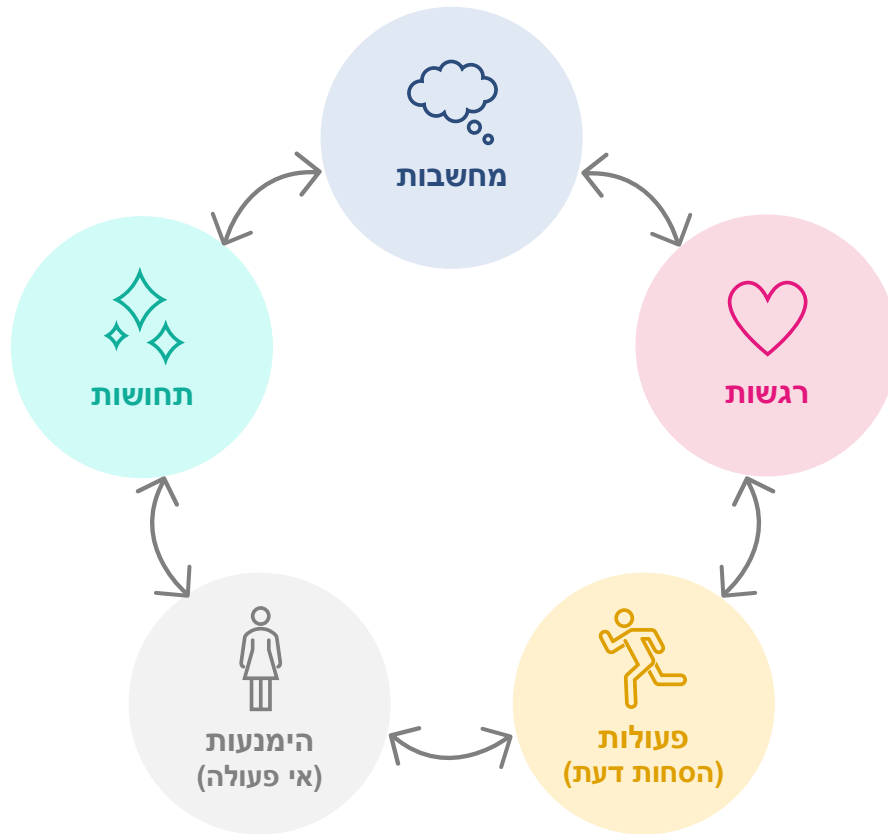 מחשבות
רגשות
תחושות
פעולות
(הסחות דעת)
הימנעות
(אי פעולה)